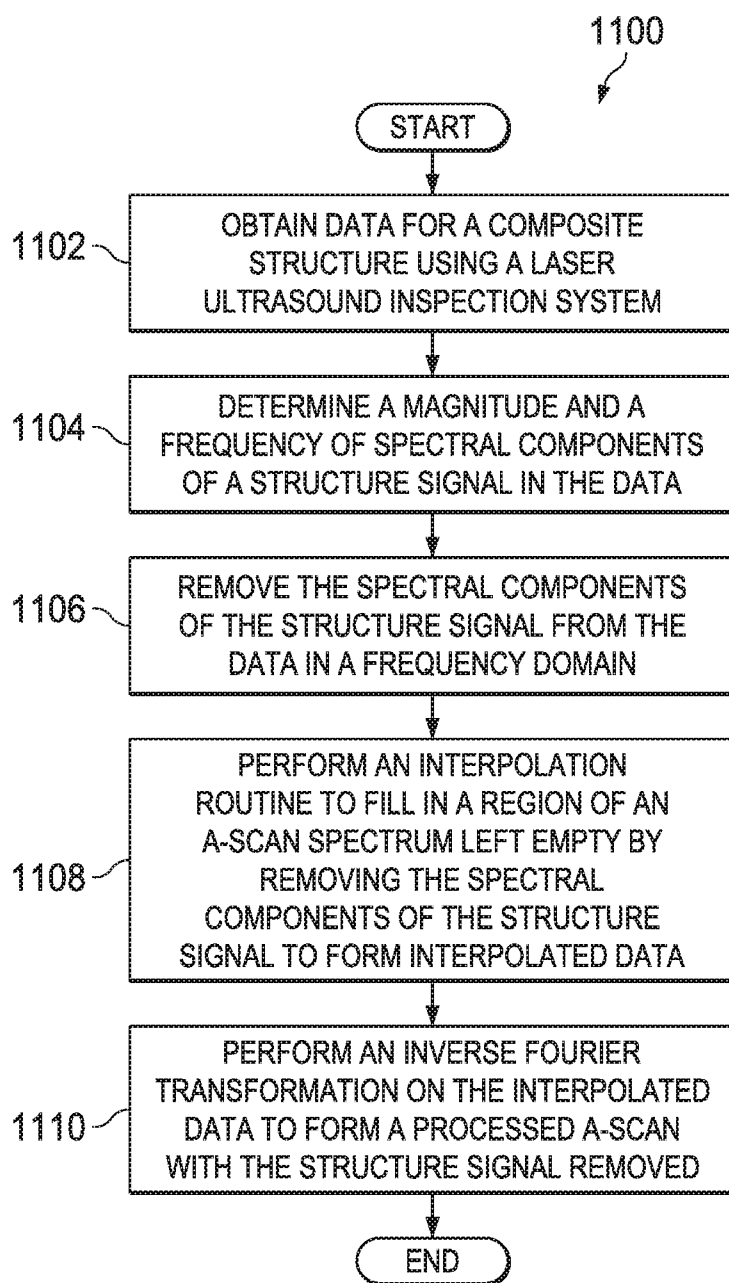 1100
START
1102
OBTAIN DATA FOR A COMPOSITE
STRUCTURE USING A LASER
ULTRASOUND INSPECTION SYSTEM
1104
DETERMINE A MAGNITUDE AND A
FREQUENCY OF SPECTRAL COMPONENTS
OF A STRUCTURE SIGNAL IN THE DATA
1106
REMOVE THE SPECTRAL COMPONENTS
OF THE STRUCTURE SIGNAL FROM THE
DATA IN A FREQUENCY DOMAIN
1108
PERFORM AN INTERPOLATION
ROUTINE TO FILL IN A REGION OF AN
A-SCAN SPECTRUM LEFT EMPTY BY
REMOVING THE SPECTRAL
COMPONENTS OF THE STRUCTURE
SIGNAL TO FORM INTERPOLATED DATA
1110
PERFORM AN INVERSE FOURIER
TRANSFORMATION ON THE INTERPOLATED
DATA TO FORM A PROCESSED A-SCAN
WITH THE STRUCTURE SIGNAL REMOVED
END